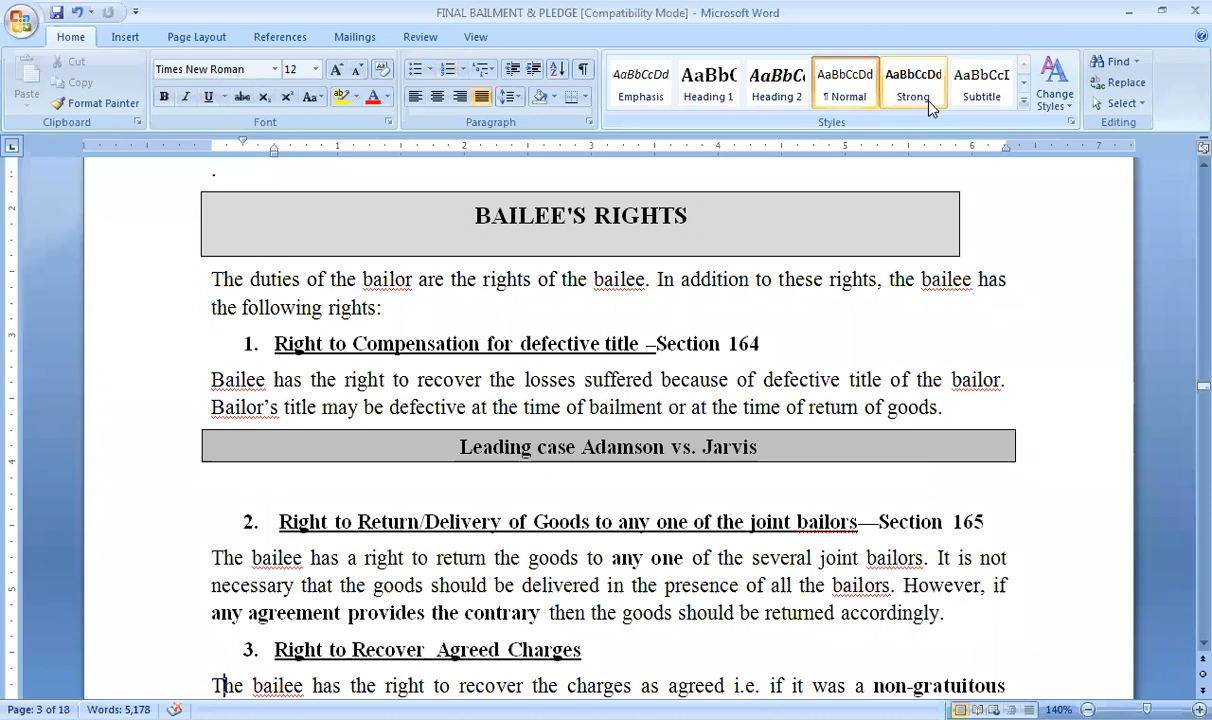 FINAL BAILMENT & PLEDGE [Compatibility Mode] - Microsoft Word
Home Insert Page Layout References Mailings Review View
Paste
Cut
Copy
Format Painter
Clipboard
Times New Roman 12
Font
Paragraph
AaBbCcDd AaBbC AaBbCc AaBbCcDd AaBbCcDd AaBbCcI
Emphasis Heading 1 Heading 2 ¶ Normal Strong Subtitle
Change Styles
Styles
Find
Replace
Select
Editing
1 2 3 4 5 6 7
.
BAILEE'S RIGHTS
The duties of the bailor are the rights of the bailee. In addition to these rights, the bailee has
the following rights:
1. Right to Compensation for defective title –Section 164
Bailee has the right to recover the losses suffered because of defective title of the bailor.
Bailor’s title may be defective at the time of bailment or at the time of return of goods.
Leading case Adamson vs. Jarvis
2. Right to Return/Delivery of Goods to any one of the joint bailors—Section 165
The bailee has a right to return the goods to any one of the several joint bailors. It is not
necessary that the goods should be delivered in the presence of all the bailors. However, if
any agreement provides the contrary then the goods should be returned accordingly.
3. Right to Recover Agreed Charges
The bailee has the right to recover the charges as agreed i.e. if it was a non-gratuitous
Page: 3 of 18 Words: 5,178 140%